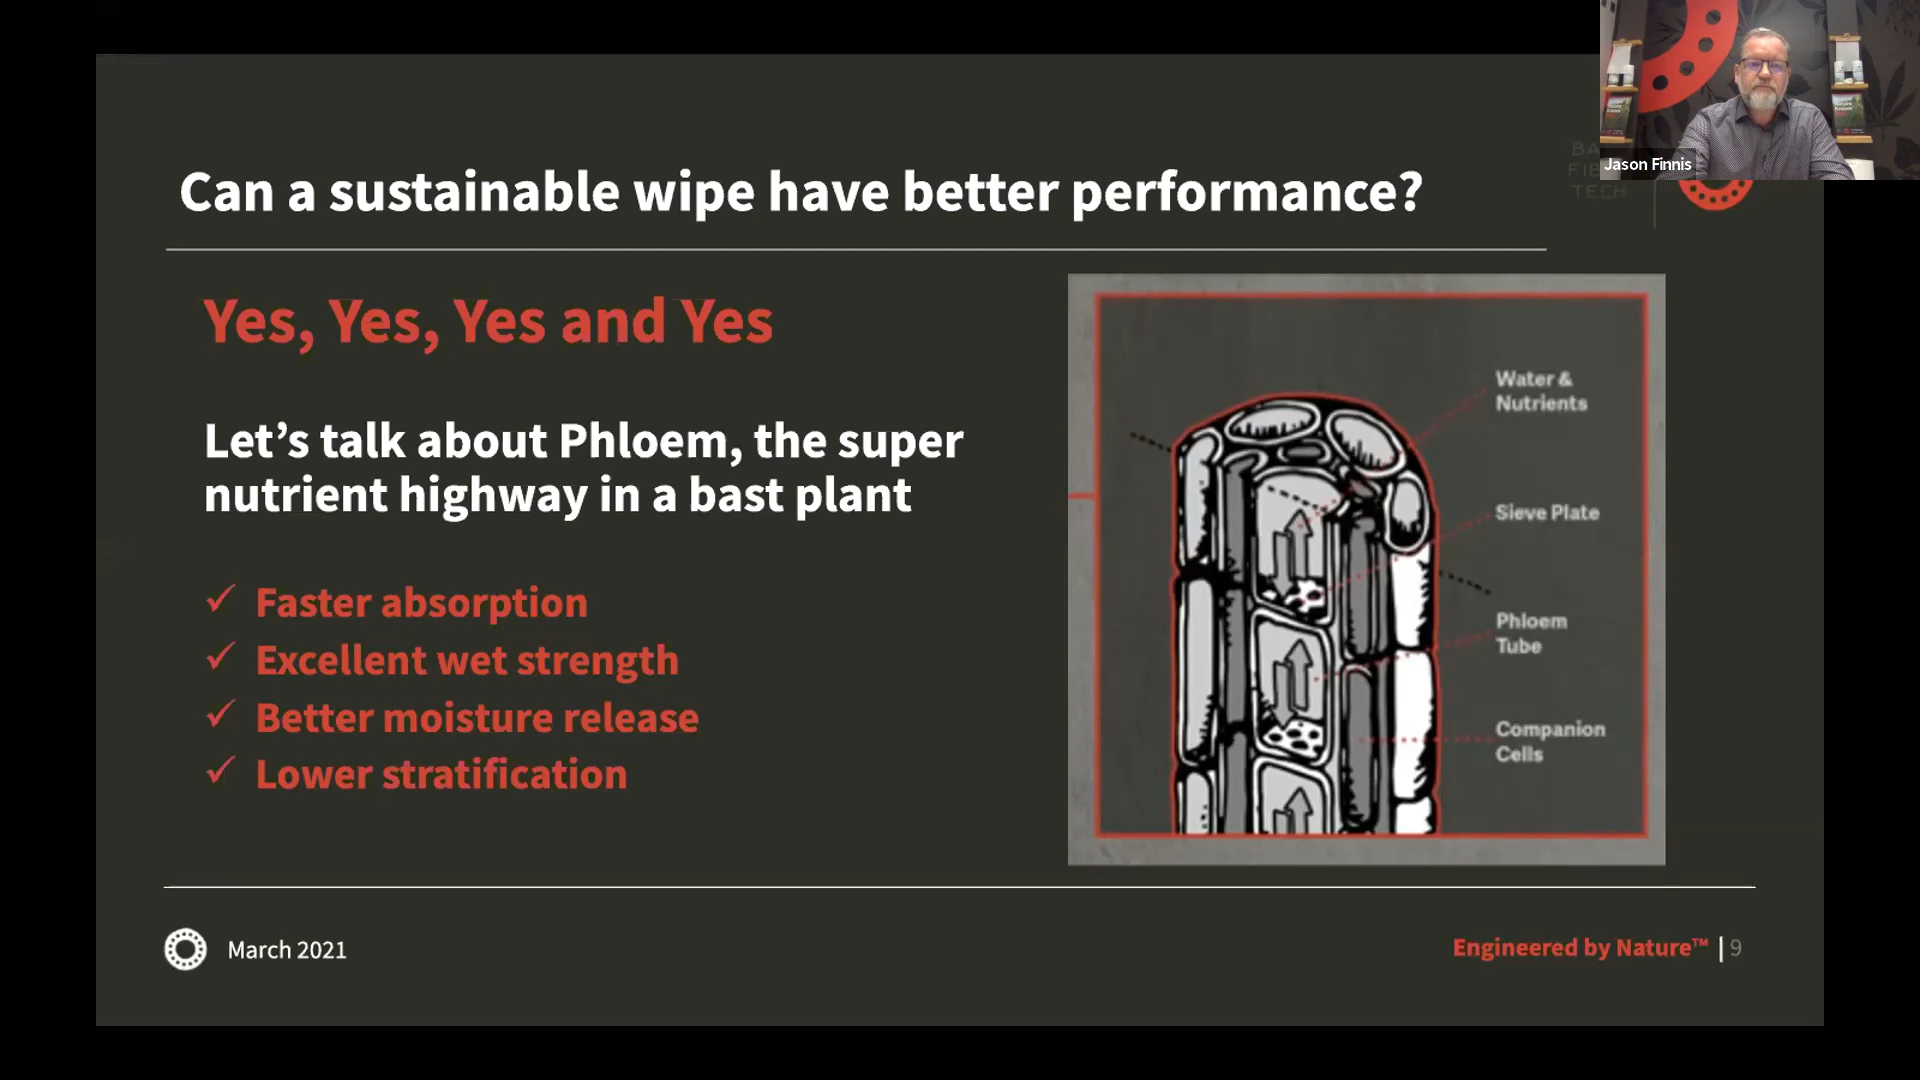 Jason Finnis
TECH
Can a sustainable wipe have better performance?
Yes, Yes, Yes and Yes
Let’s talk about Phloem, the super
nutrient highway in a bast plant
✓ Faster absorption
✓ Excellent wet strength
✓ Better moisture release
✓ Lower stratification
Water &
Nutrients
Sieve Plate
Phloem
Tube
Companion
Cells
March 2021
Engineered by Nature™ | 9